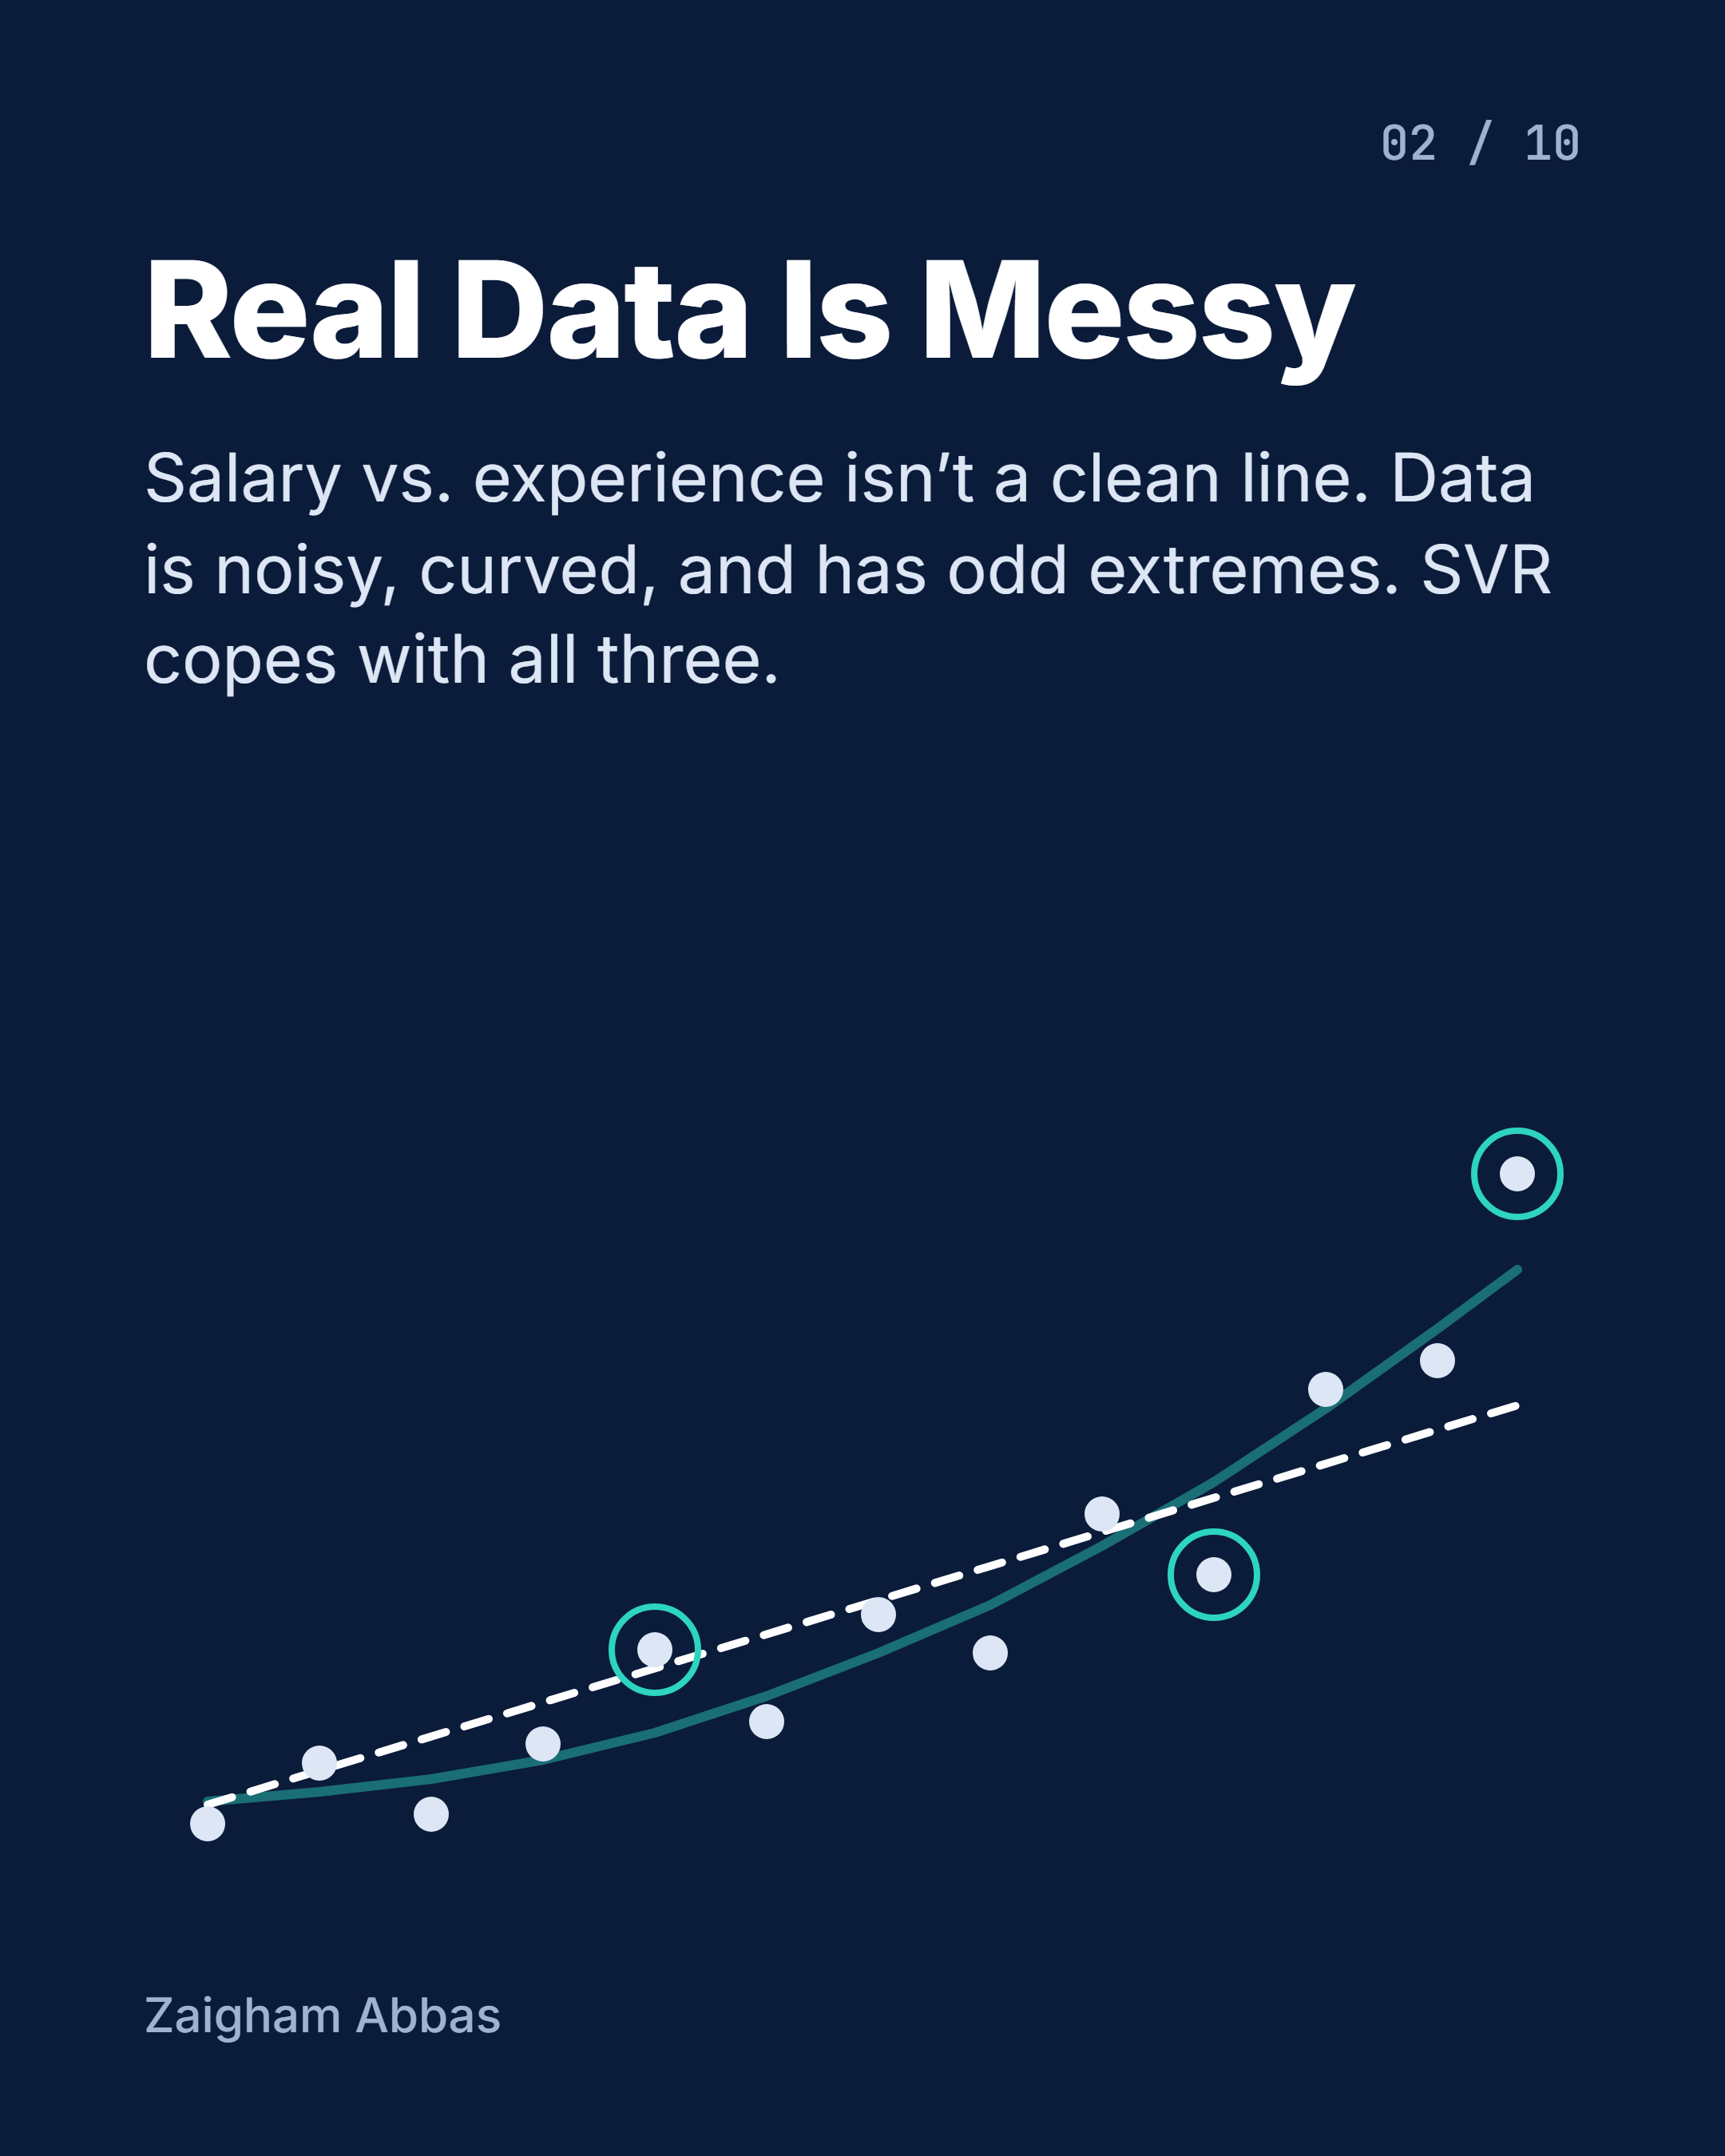 02 / 10
Real Data Is Messy
Salary vs. experience isn’t a clean line. Data
is noisy, curved, and has odd extremes. SVR
copes with all three.
Zaigham Abbas